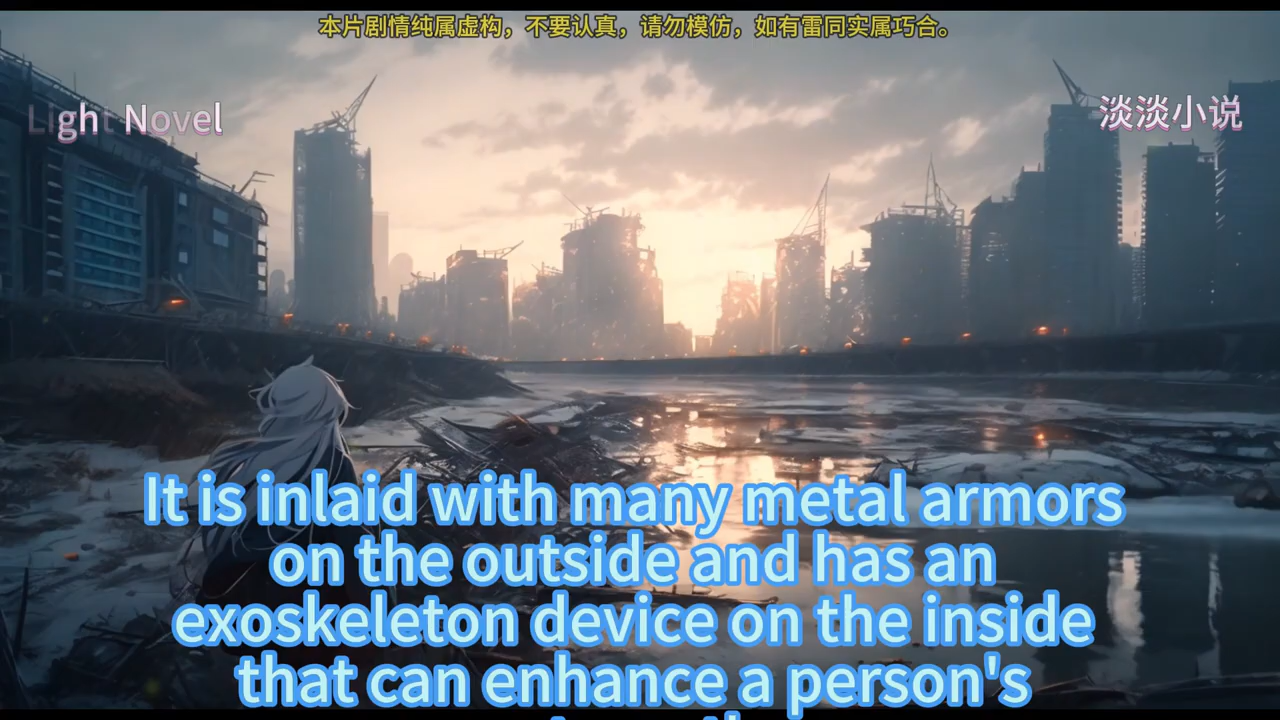 本片剧情纯属虚构，不要认真，请勿模仿，如有雷同实属巧合。
Light Novel
淡淡小说
It is inlaid with many metal armors
on the outside and has an
exoskeleton device on the inside
that can enhance a person's